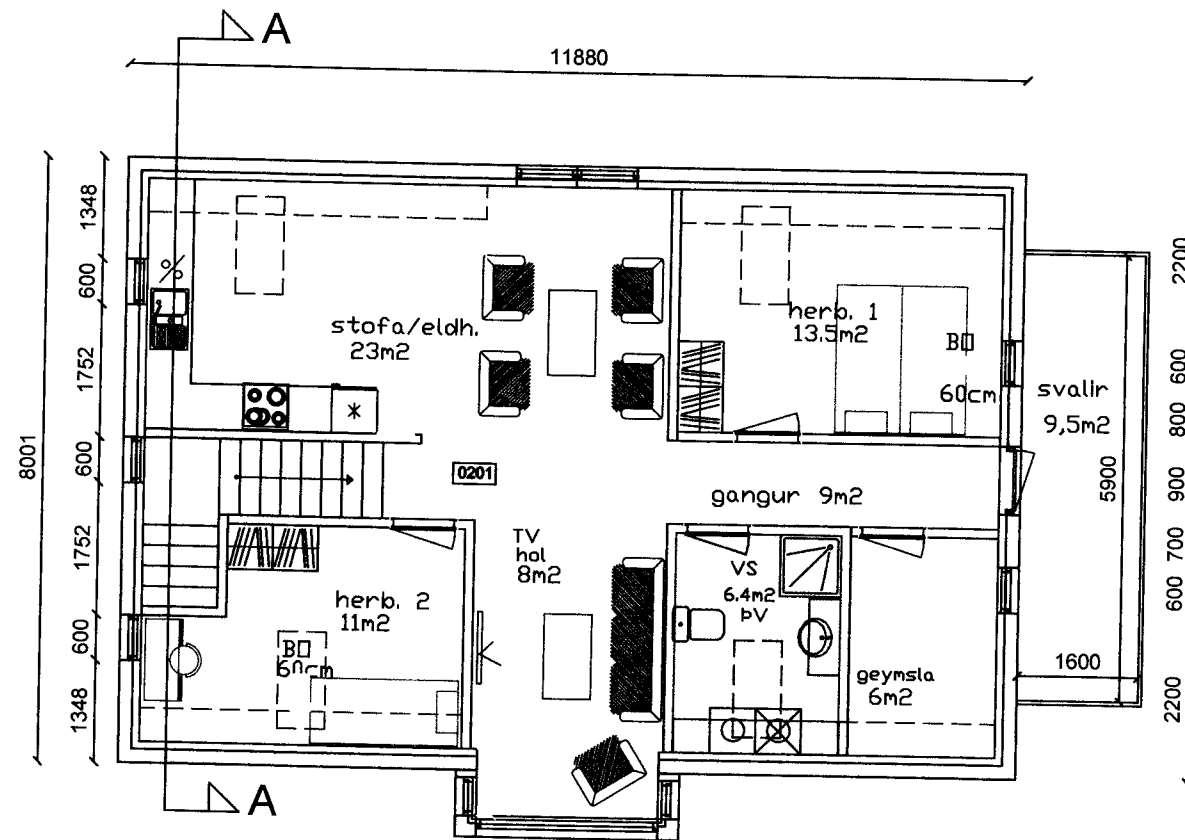 A
11880
8001
1348
600
1752
600
1752
600
1348
stofa/eldh.
23m2
herb. 1
13.5m2
B
60cm
svalir
9,5m2
5900
1600
2200
600
800
900
700
600
2200
0201
gangur 9m2
TV
hol
8m2
VS
6.4m2
ÞV
herb. 2
11m2
B
60cm
geymsla
6m2
A